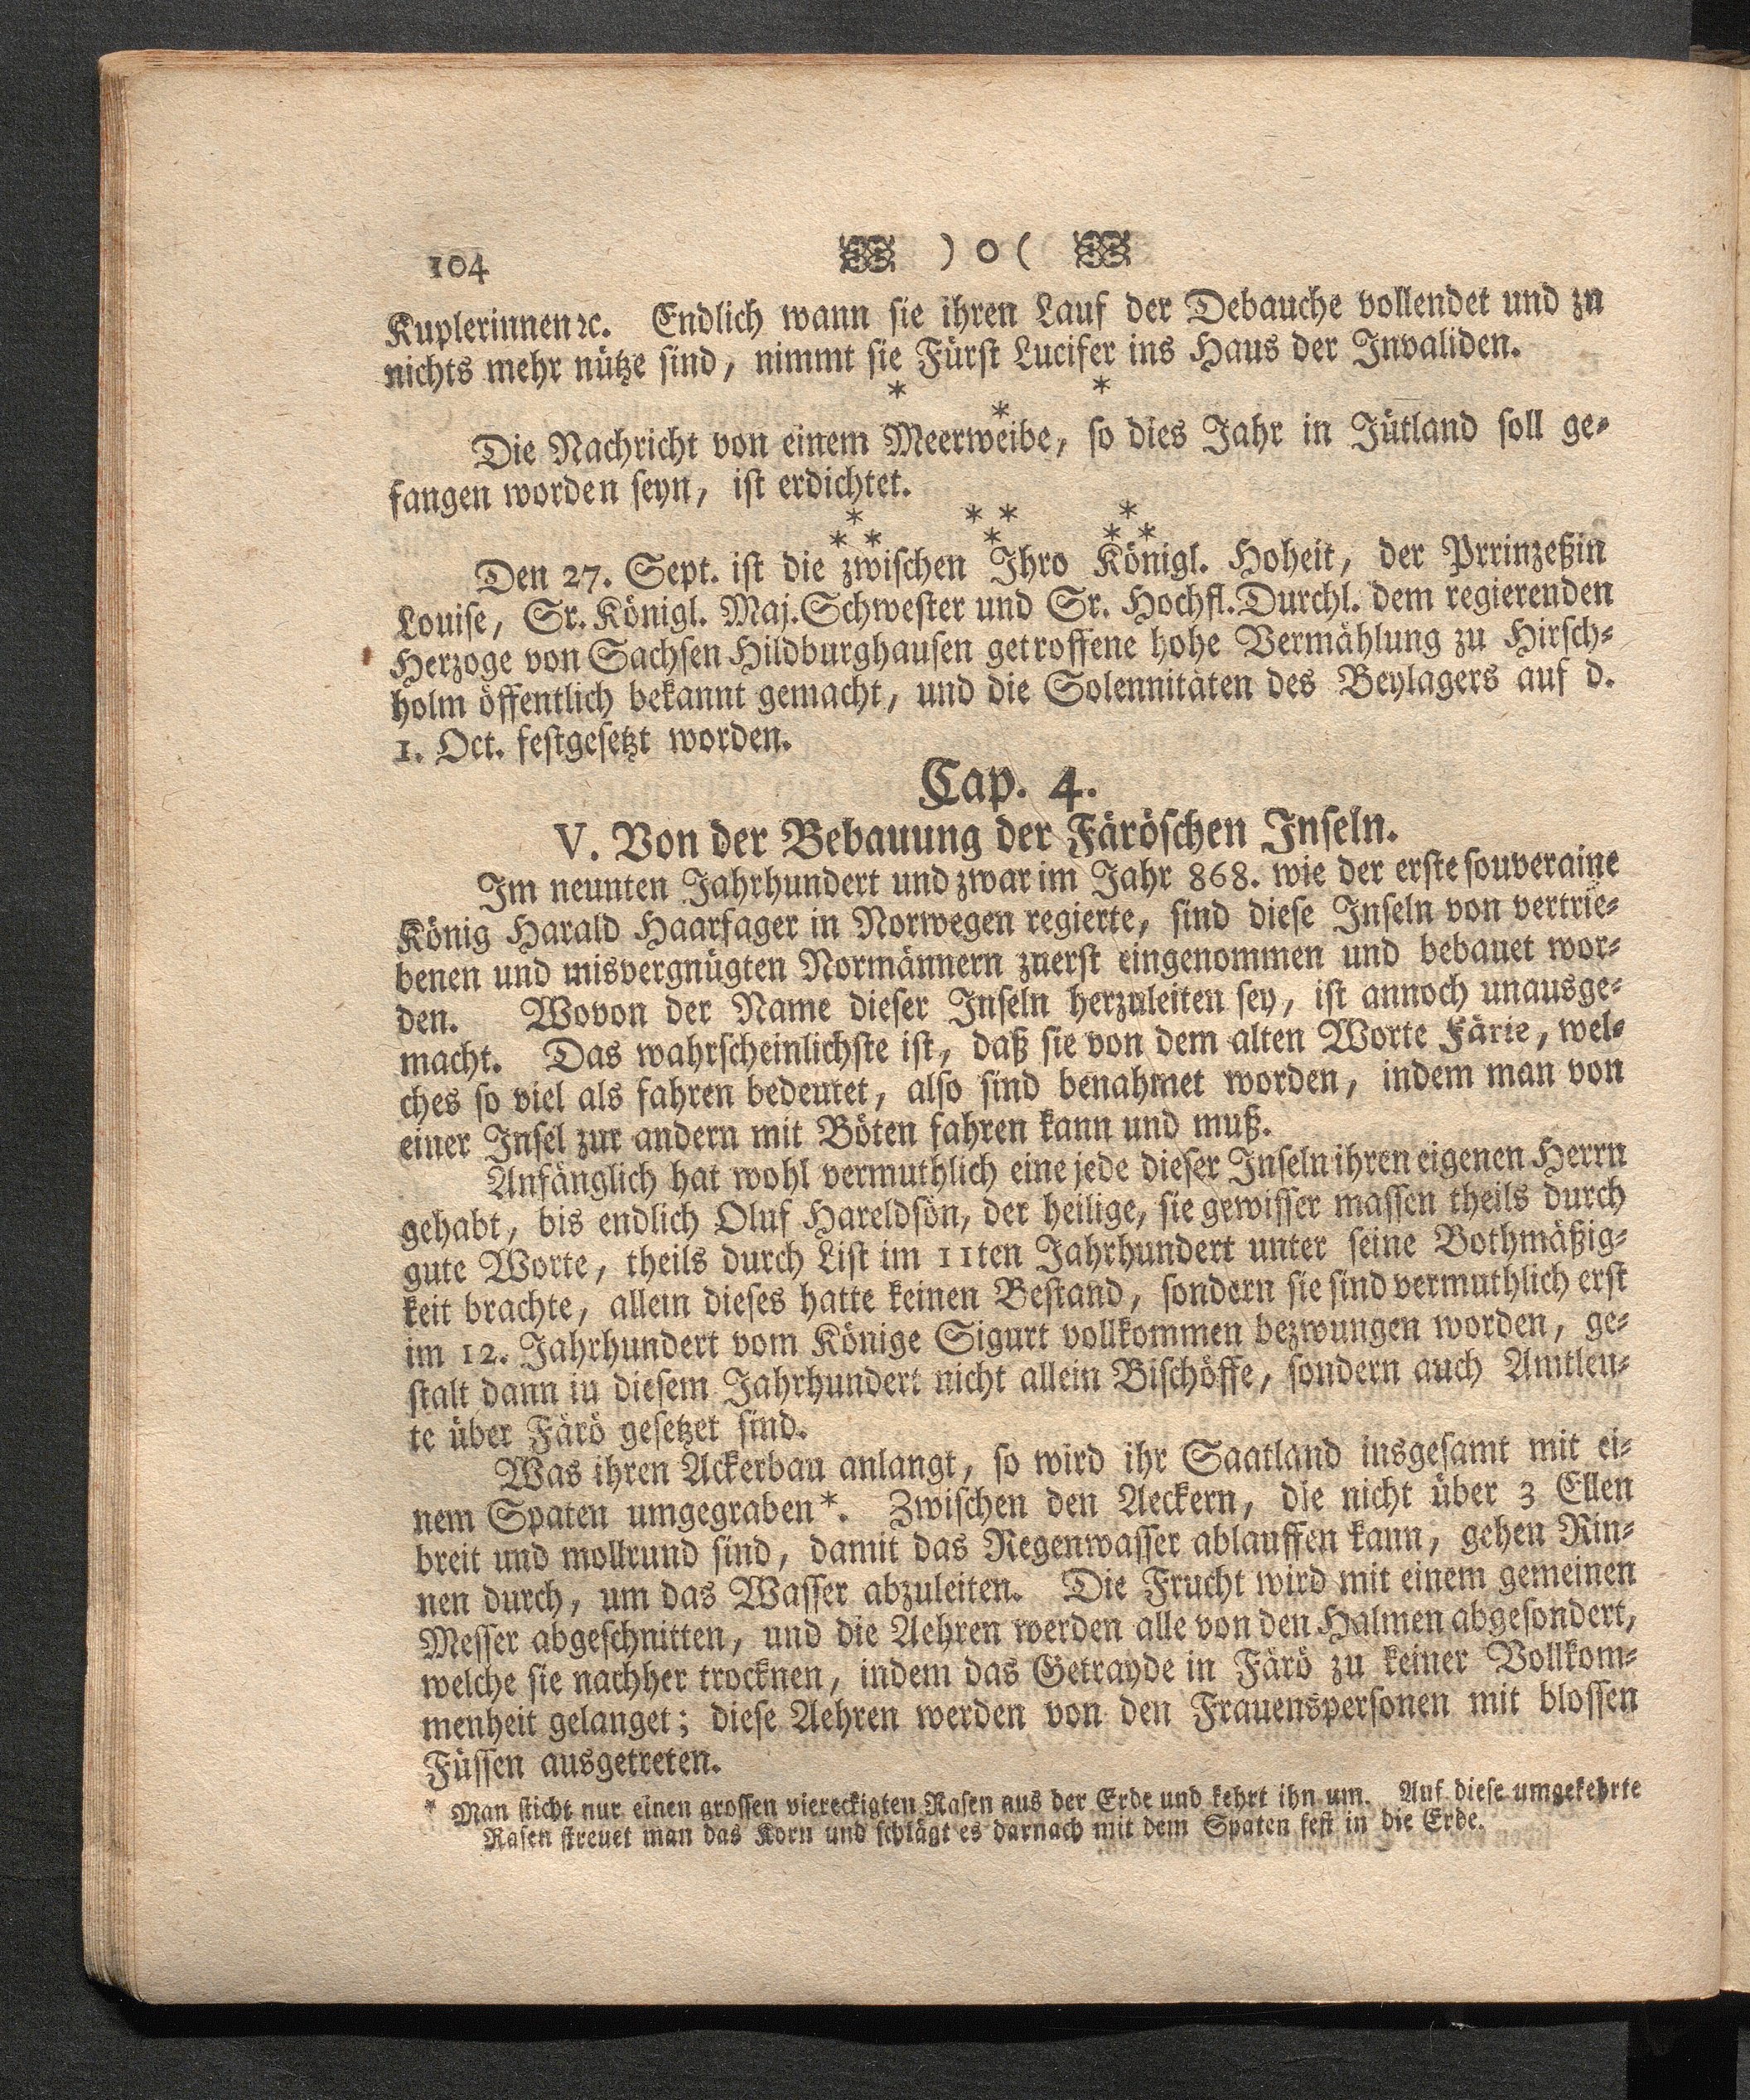 104 ) o (
Kuplerinnen ꝛc. Endlich wann sie ihren Lauf der Debauche vollendet und zu
nichts mehr nütze sind, nimmt sie Fürst Lucifer ins Haus der Invaliden.
* * *
Die Nachricht von einem Meerweibe, so dies Jahr in Jütland soll ge-
fangen worden seyn, ist erdichtet.
* * * *
* * * * *
Den 27. Sept. ist die zwischen Ihro Königl. Hoheit, der Prrinzeßin
Louise, Sr. Königl. Maj. Schwester und Sr. Hochfl. Durchl. dem regierenden
Herzoge von Sachsen Hildburghausen getroffene hohe Vermählung zu Hirsch-
holm öffentlich bekannt gemacht, und die Solennitäten des Beylagers auf d.
1. Oct. festgesetzt worden.
Cap. 4.
V. Von der Bebauung der Färöschen Inseln.
Im neunten Jahrhundert und zwar im Jahr 868. wie der erste souveraine
König Harald Haarfager in Norwegen regierte, sind diese Inseln von vertrie-
benen und misvergnügten Normännern zuerst eingenommen und bebauet wor-
den. Wovon der Name dieser Inseln herzuleiten sey, ist annoch unausge-
macht. Das wahrscheinlichste ist, daß sie von dem alten Worte Färie, wel-
ches so viel als fahren bedeutet, also sind benahmet worden, indem man von
einer Insel zur andern mit Böten fahren kann und muß.
Anfänglich hat wohl vermuthlich eine jede dieser Inseln ihren eigenen Herrn
gehabt, bis endlich Oluf Hareldsön, der heilige, sie gewisser massen theils durch
gute Worte, theils durch List im 11ten Jahrhundert unter seine Bothmäßig-
keit brachte, allein dieses hatte keinen Bestand, sondern sie sind vermuthlich erst
im 12. Jahrhundert vom Könige Sigurt vollkommen bezwungen worden, ge-
stalt dann in diesem Jahrhundert nicht allein Bischöffe, sondern auch Amtleu-
te über Färö gesetzet sind.
Was ihren Ackerbau anlangt, so wird ihr Saatland insgesamt mit ei-
nem Spaten umgegraben*. Zwischen den Aeckern, die nicht über 3 Ellen
breit und mollrund sind, damit das Regenwasser ablauffen kann, gehen Rin-
nen durch, um das Wasser abzuleiten. Die Frucht wird mit einem gemeinen
Messer abgeschnitten, und die Aehren werden alle von den Halmen abgesondert,
welche sie nachher trocknen, indem das Getrayde in Färö zu keiner Vollkom-
menheit gelanget; diese Aehren werden von den Frauenspersonen mit blossen
Füssen ausgetreten.
* Man sticht nur einen grossen viereckigten Rasen aus der Erde und kehrt ihn um. Auf diese umgekehrte
Rasen streuet man das Korn und schlägt es darnach mit dem Spaten fest in die Erde.